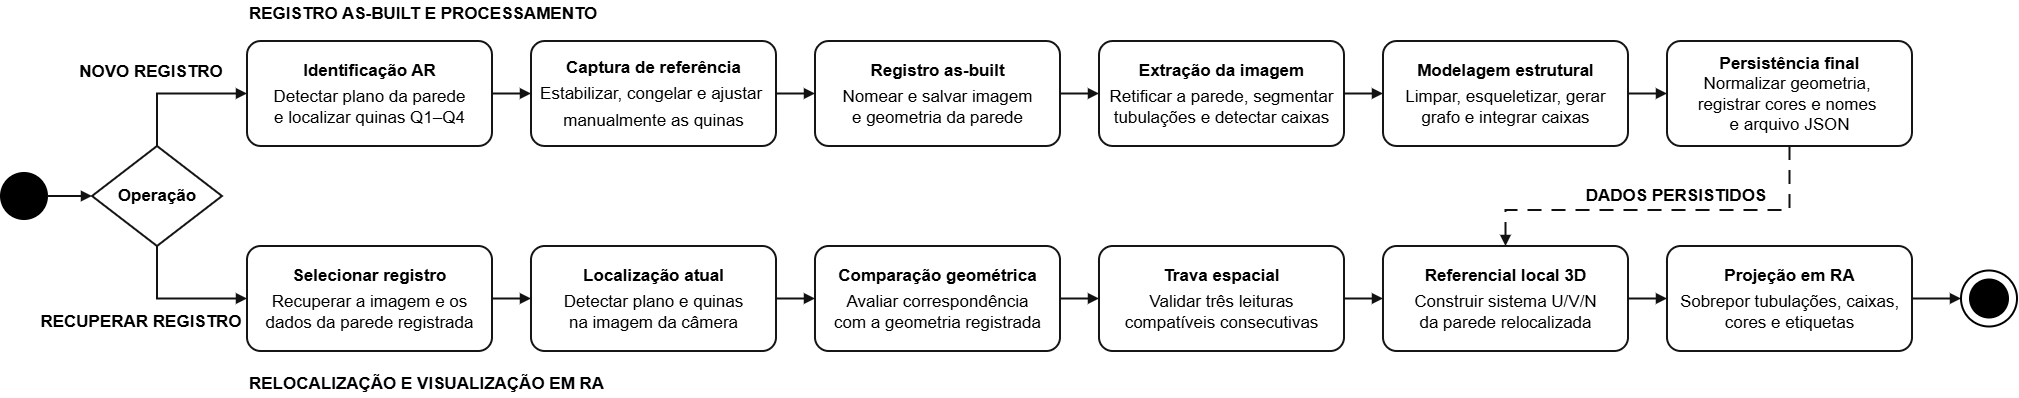 REGISTRO AS-BUILT E PROCESSAMENTO
NOVO REGISTRO
Identificação AR
Detectar plano da parede
e localizar quinas Q1–Q4
Captura de referência
Estabilizar, congelar e ajustar
manualmente as quinas
Registro as-built
Nomear e salvar imagem
e geometria da parede
Extração da imagem
Retificar a parede, segmentar
tubulações e detectar caixas
Modelagem estrutural
Limpar, esqueletizar, gerar
grafo e integrar caixas
Persistência final
Normalizar geometria,
registrar cores e nomes
e arquivo JSON
Operação
DADOS PERSISTIDOS
RECUPERAR REGISTRO
Selecionar registro
Recuperar a imagem e os
dados da parede registrada
Localização atual
Detectar plano e quinas
na imagem da câmera
Comparação geométrica
Avaliar correspondência
com a geometria registrada
Trava espacial
Validar três leituras
compatíveis consecutivas
Referencial local 3D
Construir sistema U/V/N
da parede relocalizada
Projeção em RA
Sobrepor tubulações, caixas,
cores e etiquetas
RELOCALIZAÇÃO E VISUALIZAÇÃO EM RA